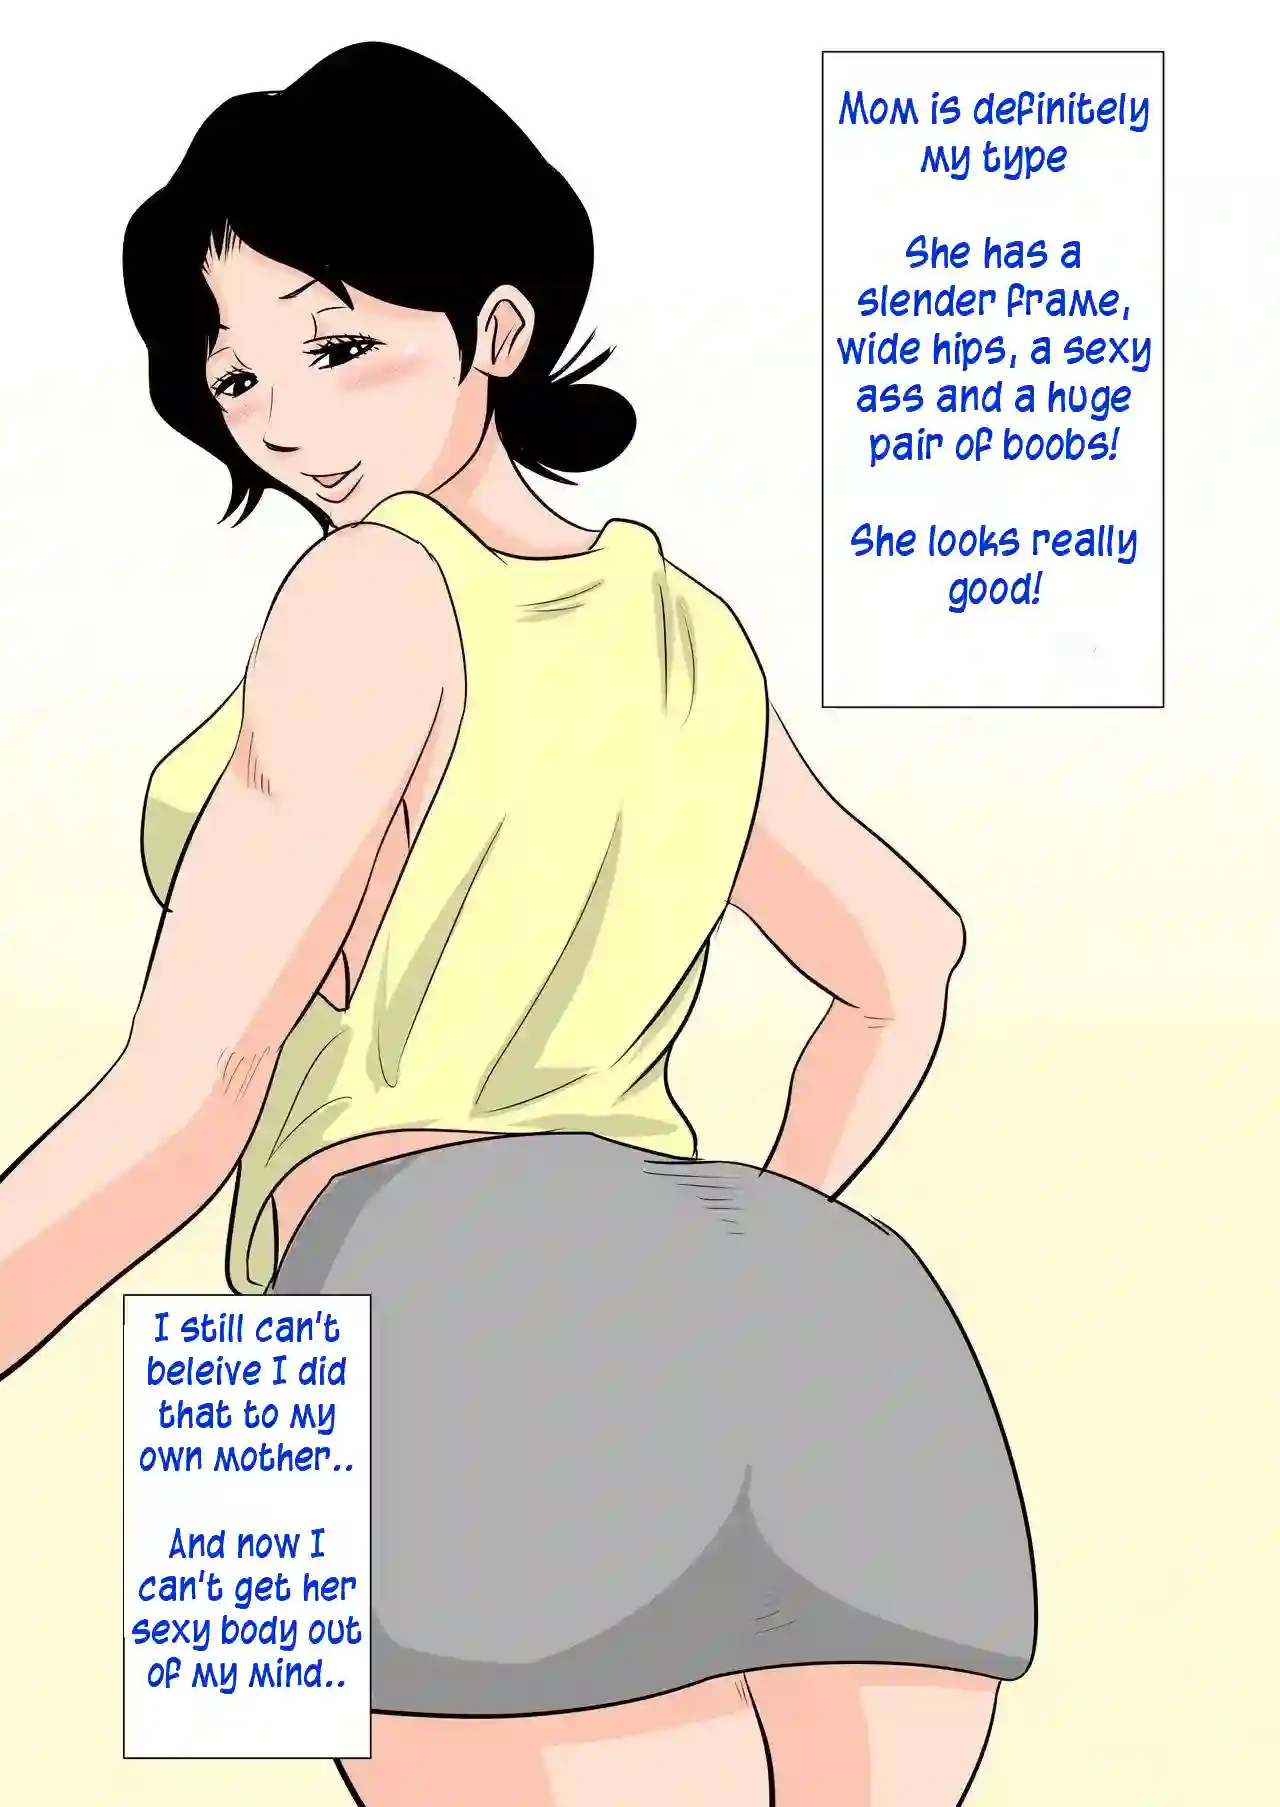 Mom is definitely
my type
She has a
slender frame,
wide hips, a sexy
ass and a huge
pair of boobs!
She looks really
good!
I still can't
beleive I did
that to my
own mother..
And now I
can't get her
sexy body out
of my mind..